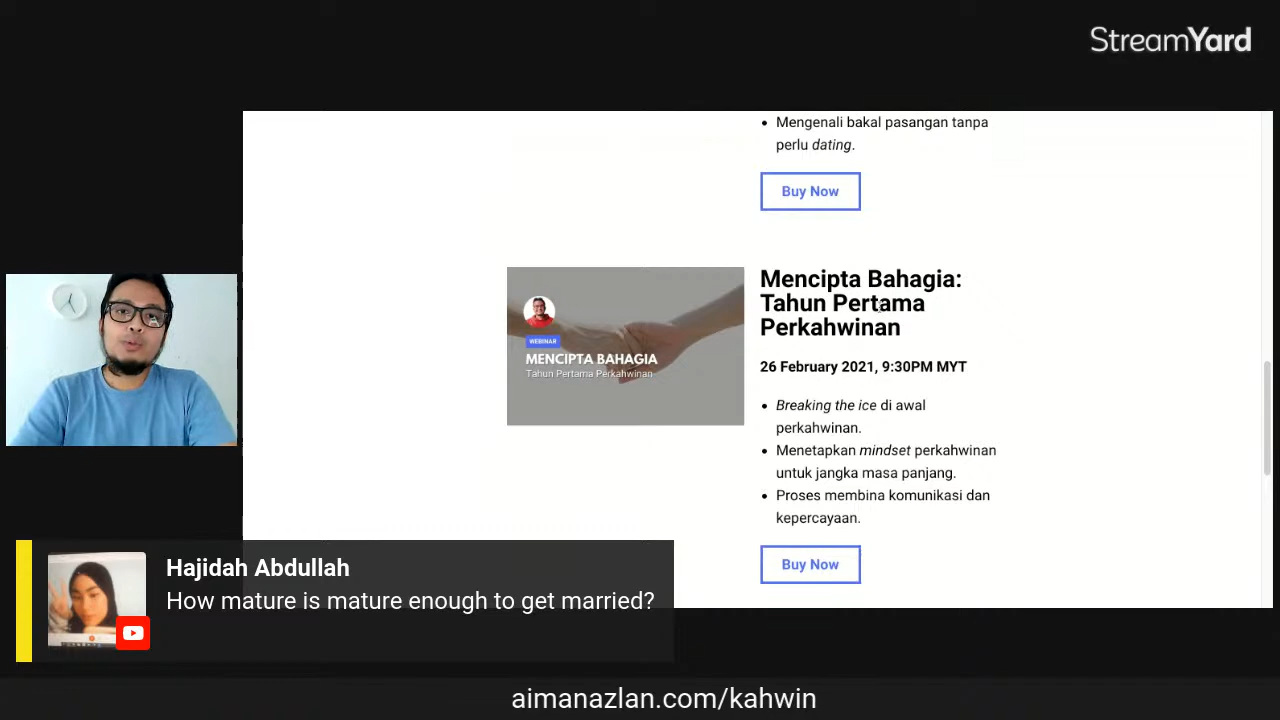 StreamYard
Mengenali bakal pasangan tanpa
perlu dating.
Buy Now
WEBINAR
MENCIPTA BAHAGIA
Tahun Pertama Perkahwinan
Mencipta Bahagia:
Tahun Pertama
Perkahwinan
26 February 2021, 9:30PM MYT
Breaking the ice di awal
perkahwinan.
Menetapkan mindset perkahwinan
untuk jangka masa panjang.
Proses membina komunikasi dan
kepercayaan.
Buy Now
Hajidah Abdullah
How mature is mature enough to get married?
aimanazlan.com/kahwin